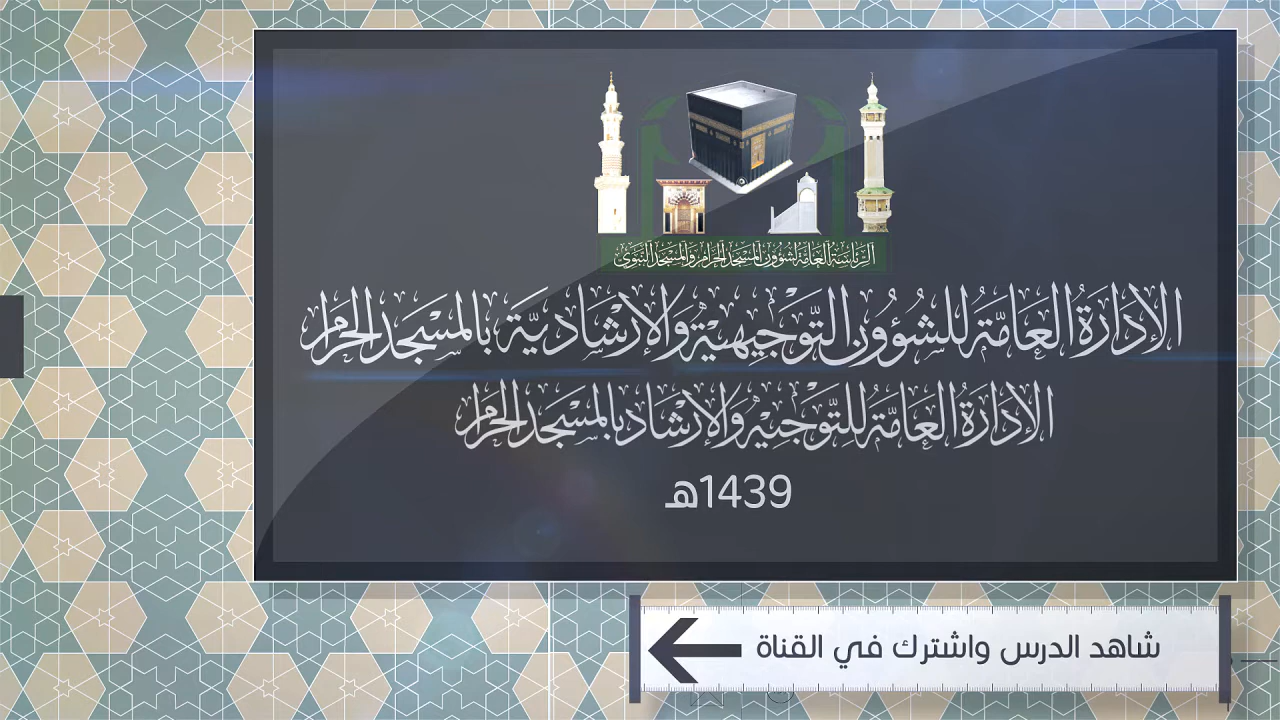 الرئاسة العامة لشؤون المسجد الحرام والمسجد النبوي
الإدارة العامة للشؤون التوجيهية والإرشادية بالمسجد الحرام
الإدارة العامة للتوجيه والإرشاد بالمسجد الحرام
1439هـ
شاهد الدرس واشترك في القناة